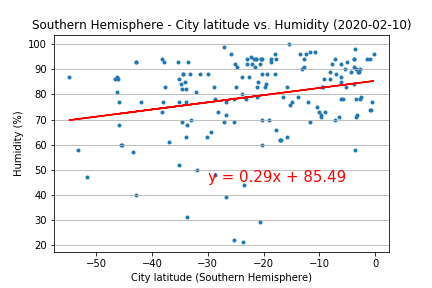 Southern Hemisphere - City latitude vs. Humidity (2020-02-10)
100
90
80
70
60
50
40
30
20
Humidity (%)
y = 0.29x + 85.49
−50 −40 −30 −20 −10 0
City latitude (Southern Hemisphere)